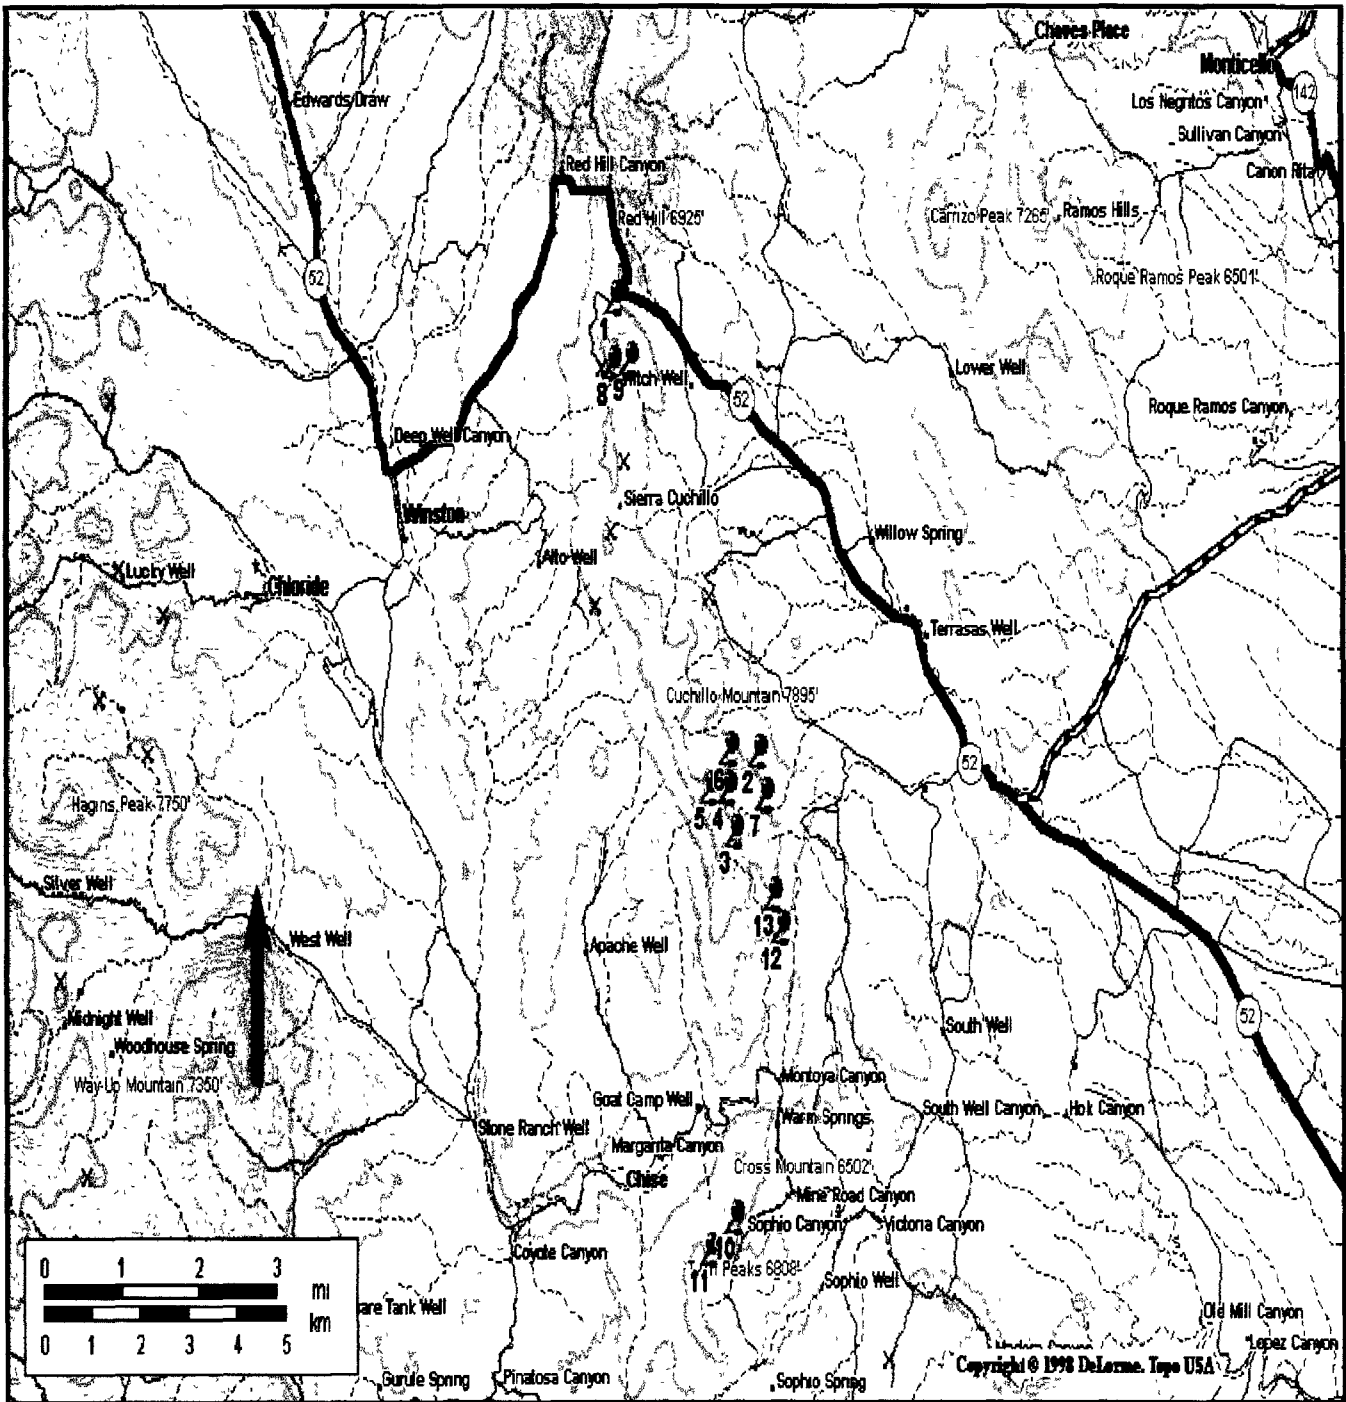 Chaves Place
Monticello
Edwards Draw
Los Negritos Canyon
142
Sullivan Canyon
Red Hill Canyon
Canon Rita
Red Hill 6925'
Carrizo Peak 7265'
Ramos Hills
52
Roque Ramos Peak 6501'
1
Witch Well
8 9
Lower Well
52
Roque Ramos Canyon
Deep Well Canyon
Sierra Cuchillo
Winston
Willow Spring
Alto Well
Lucky Well
Chloride
Terrasas Well
Cuchillo Mountain 7895'
52
16 2
Hagins Peak 7750'
5 4 7
3
Silver Well
13
West Well
Apache Well
12
Midnight Well
52
South Well
Woodhouse Spring
Way-Up Mountain 7350'
Montoya Canyon
Goat Camp Well
South Well Canyon
Hok Canyon
Warm Springs
Stone Ranch Well
Margarita Canyon
Cross Mountain 6502'
Chise
Mine Road Canyon
Sophio Canyon
Victoria Canyon
10
Coyote Canyon
Peaks 6808'
11
Sophio Well
0 1 2 3
mi
km
0 1 2 3 4 5
Tank Well
Old Mill Canyon
Lopez Canyon
Copyright © 1998 DeLorme. Topo USA
Gurule Spring
Pinatosa Canyon
Sophio Spring